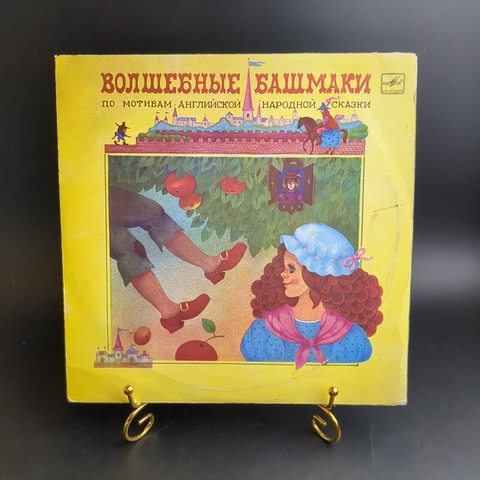 ВОЛШЕБНЫЕ БАШМАКИ
ПО МОТИВАМ АНГЛИЙСКОЙ НАРОДНОЙ СКАЗКИ